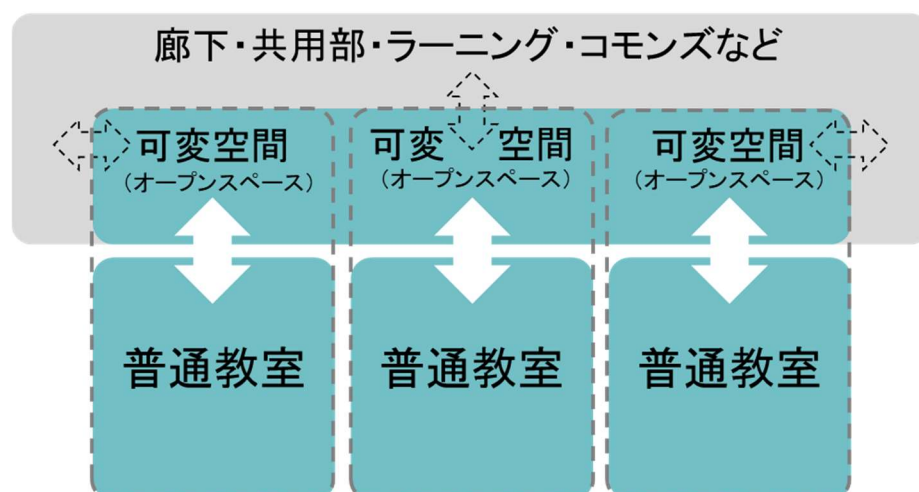 廊下・共用部・ラーニング・コモンズなど
可変空間
（オープンスペース）
可変 空間
（オープンスペース）
可変空間
（オープンスペース）
普通教室
普通教室
普通教室